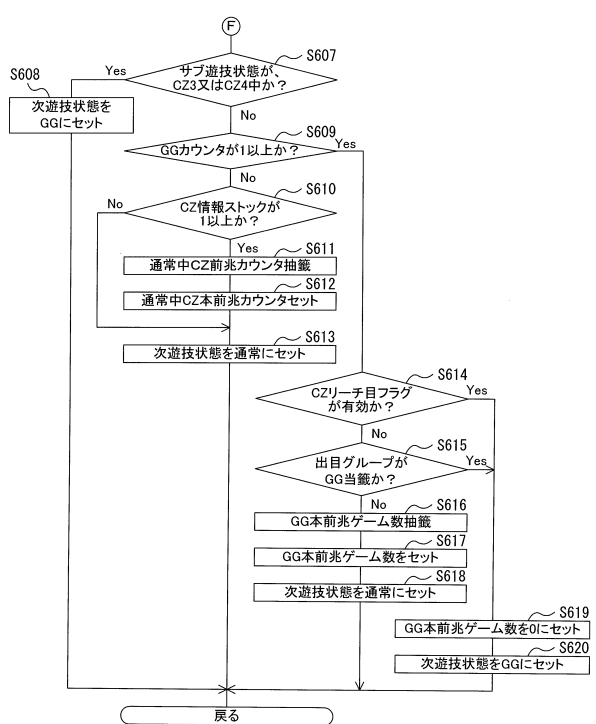 F
S607
サブ遊技状態が、
CZ3又はCZ4中か？
Yes
No
S608
次遊技状態を
GGにセット
S609
GGカウンタが1以上か？
Yes
No
S610
CZ情報ストックが
1以上か？
No
Yes
S611
通常中CZ前兆カウンタ抽籤
S612
通常中CZ本前兆カウンタセット
S613
次遊技状態を通常にセット
S614
CZリーチ目フラグ
が有効か？
Yes
No
S615
出目グループが
GG当籤か？
Yes
No
S616
GG本前兆ゲーム数抽籤
S617
GG本前兆ゲーム数をセット
S618
次遊技状態を通常にセット
S619
GG本前兆ゲーム数を0にセット
S620
次遊技状態をGGにセット
戻る